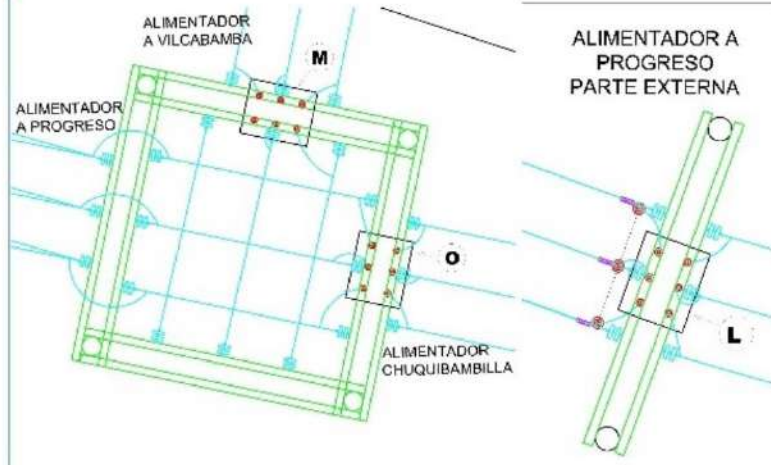 ALIMENTADOR
A VILCABAMBA
M
ALIMENTADOR
A PROGRESO
O
ALIMENTADOR
CHUQUIBAMBILLA
ALIMENTADOR A
PROGRESO
PARTE EXTERNA
L